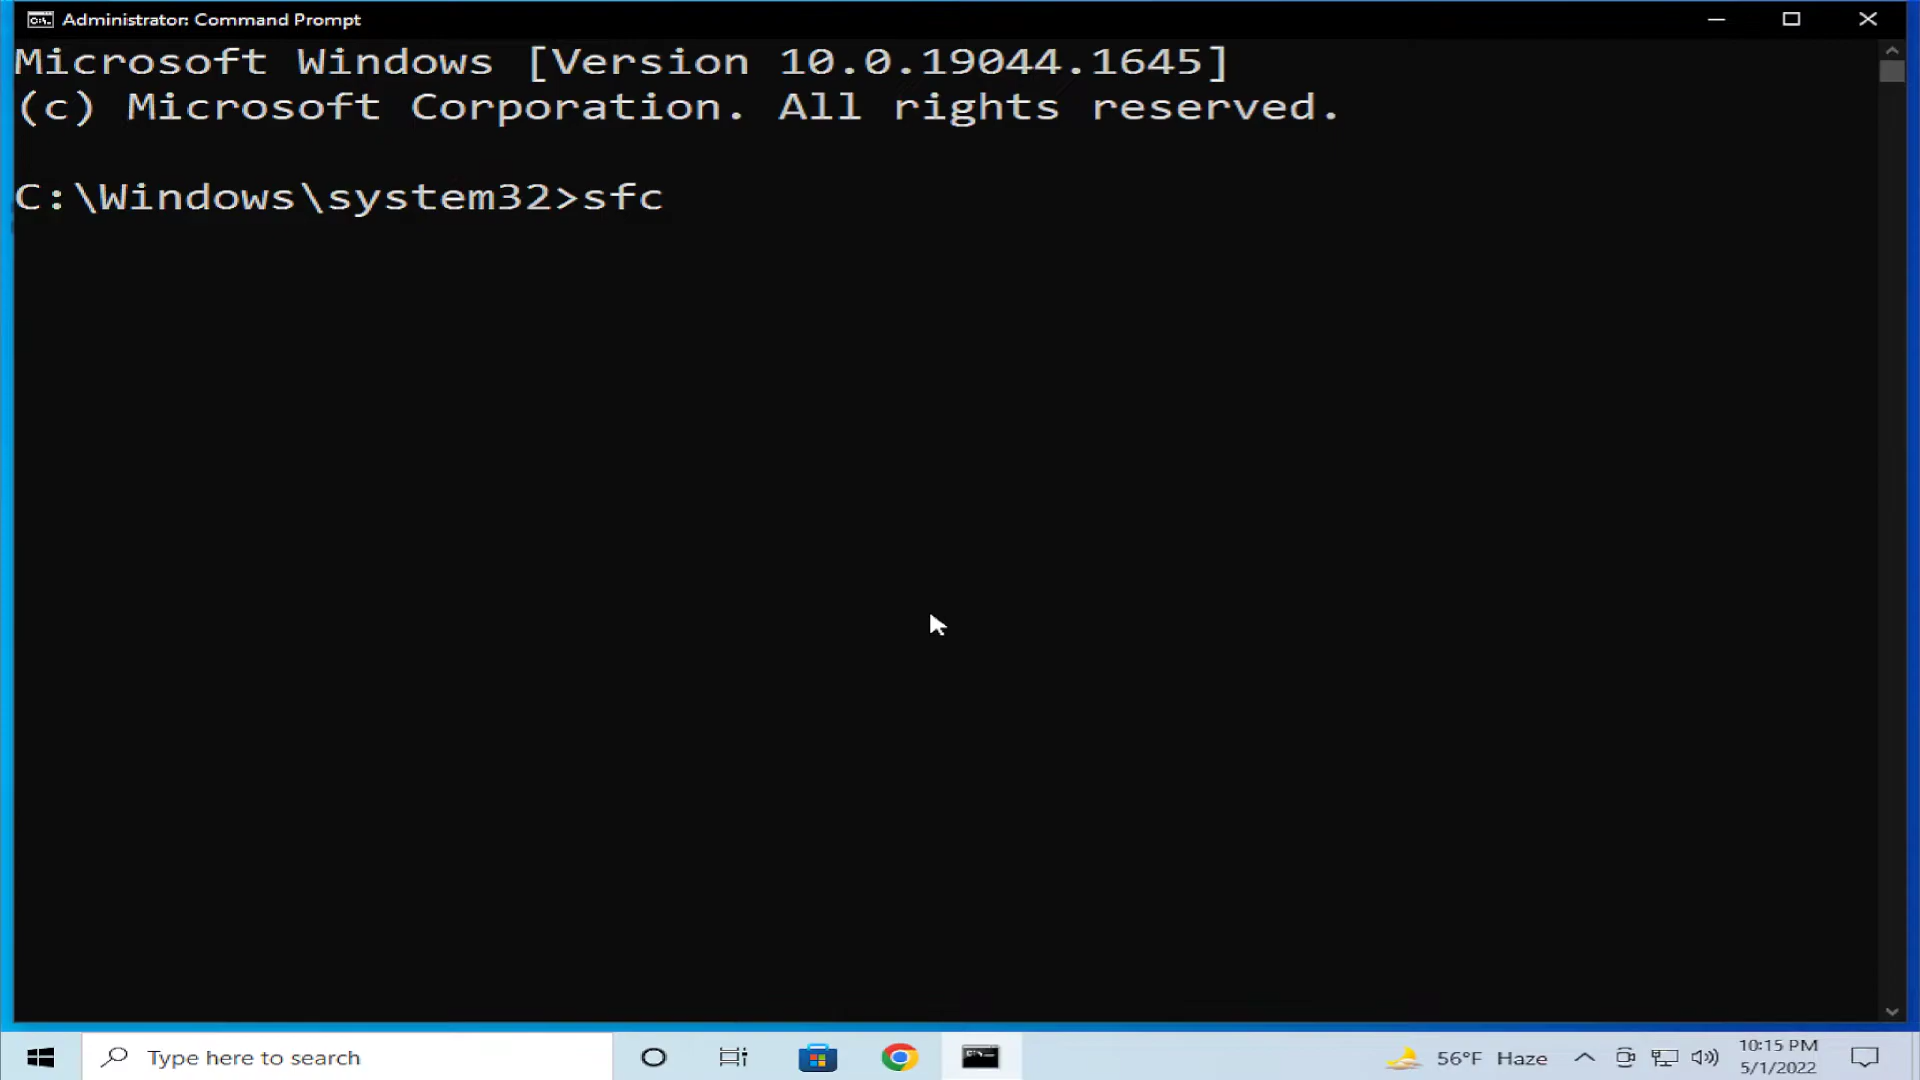 Administrator: Command Prompt
Microsoft Windows [Version 10.0.19044.1645]
(c) Microsoft Corporation. All rights reserved.
C:\Windows\system32>sfc
Type here to search
56°F Haze
10:15 PM
5/1/2022